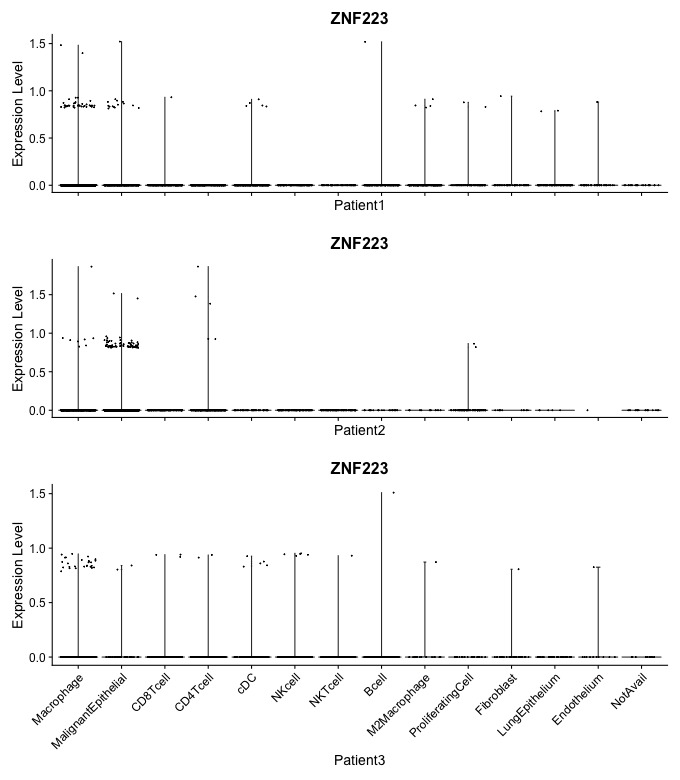 ZNF223
Expression Level
1.5
1.0
0.5
0.0
Patient1
ZNF223
Expression Level
1.5
1.0
0.5
0.0
Patient2
ZNF223
Expression Level
1.5
1.0
0.5
0.0
Macrophage
MalignantEpithelial
CD8Tcell
CD4Tcell
cDC
NKcell
NKTcell
Bcell
M2Macrophage
ProliferatingCell
Fibroblast
LungEpithelium
Endothelium
NotAvail
Patient3